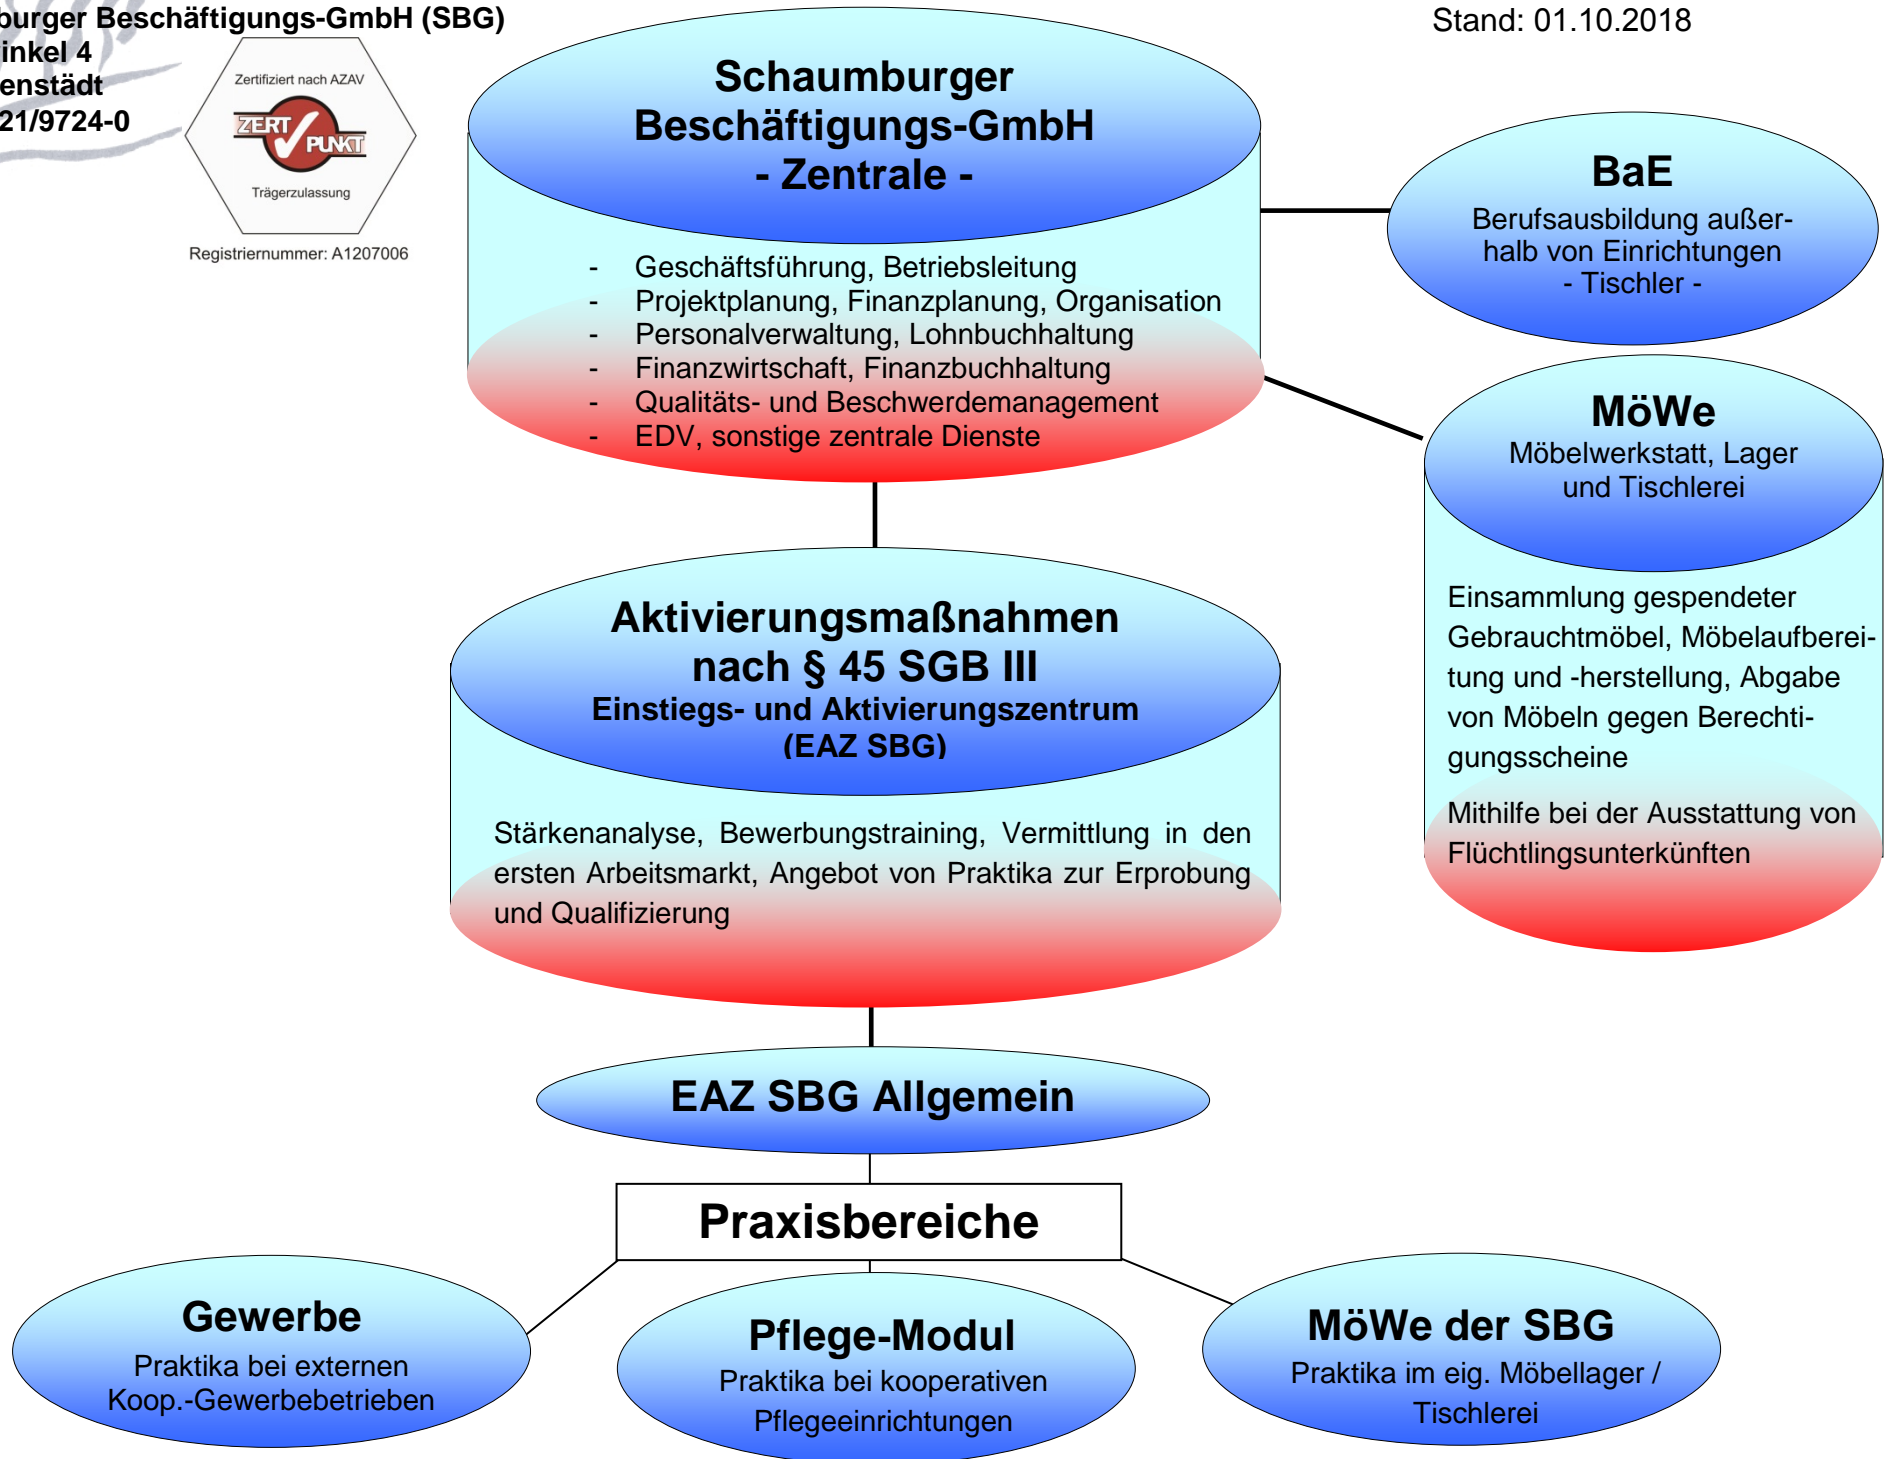 burger Beschäftigungs-GmbH (SBG)
inkel 4
enstädt
21/9724-0
Zertifiziert nach AZAV
ZERT
PUNKT
Trägerzulassung
Registriernummer: A1207006
Stand: 01.10.2018
Schaumburger
Beschäftigungs-GmbH
- Zentrale -
- Geschäftsführung, Betriebsleitung
- Projektplanung, Finanzplanung, Organisation
- Personalverwaltung, Lohnbuchhaltung
- Finanzwirtschaft, Finanzbuchhaltung
- Qualitäts- und Beschwerdemanagement
- EDV, sonstige zentrale Dienste
BaE
Berufsausbildung außer-
halb von Einrichtungen
- Tischler -
MöWe
Möbelwerkstatt, Lager
und Tischlerei
Einsammlung gespendeter
Gebrauchtmöbel, Möbelaufberei-
tung und -herstellung, Abgabe
von Möbeln gegen Berechti-
gungsscheine
Mithilfe bei der Ausstattung von
Flüchtlingsunterkünften
Aktivierungsmaßnahmen
nach § 45 SGB III
Einstiegs- und Aktivierungszentrum
(EAZ SBG)
Stärkenanalyse, Bewerbungstraining, Vermittlung in den
ersten Arbeitsmarkt, Angebot von Praktika zur Erprobung
und Qualifizierung
EAZ SBG Allgemein
Praxisbereiche
Gewerbe
Praktika bei externen
Koop.-Gewerbebetrieben
Pflege-Modul
Praktika bei kooperativen
Pflegeeinrichtungen
MöWe der SBG
Praktika im eig. Möbellager /
Tischlerei